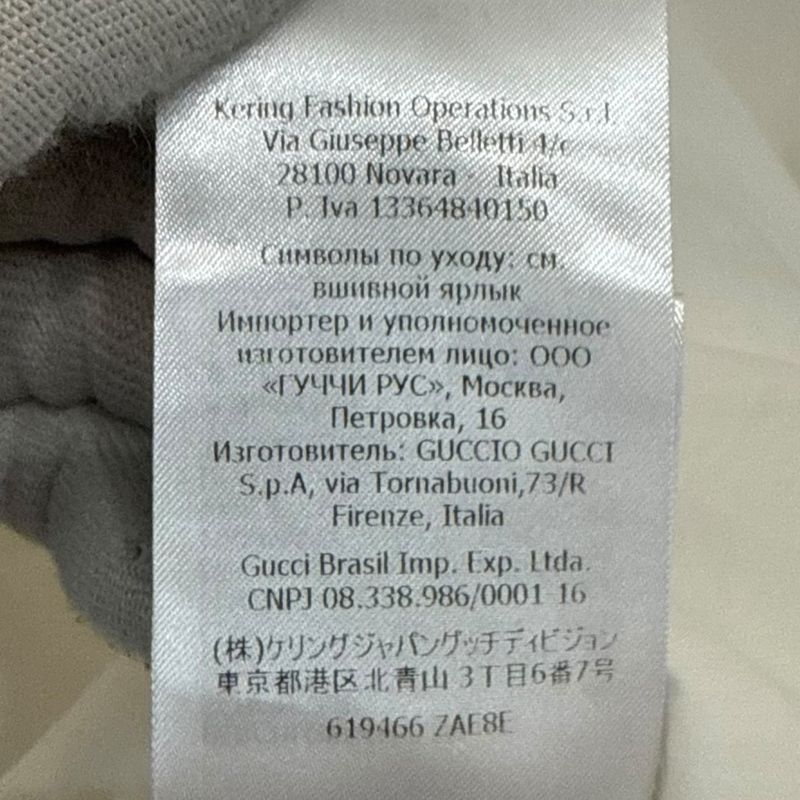 Kering Fashion Operations S.r.l.
Via Giuseppe Belletti 4/c
28100 Novara - Italia
P. Iva 13364840150
Символы по уходу: см.
вшивной ярлык
Импортер и уполномоченное
изготовителем лицо: ООО
«ГУЧЧИ РУС», Москва,
Петровка, 16
Изготовитель: GUCCIO GUCCI
S.p.A, via Tornabuoni,73/R
Firenze, Italia
Gucci Brasil Imp. Exp. Ltda.
CNPJ 08.338.986/0001-16
(株)ケリングジャパングッチディビジョン
東京都港区北青山 3丁目6番7号
619466 ZAE8E